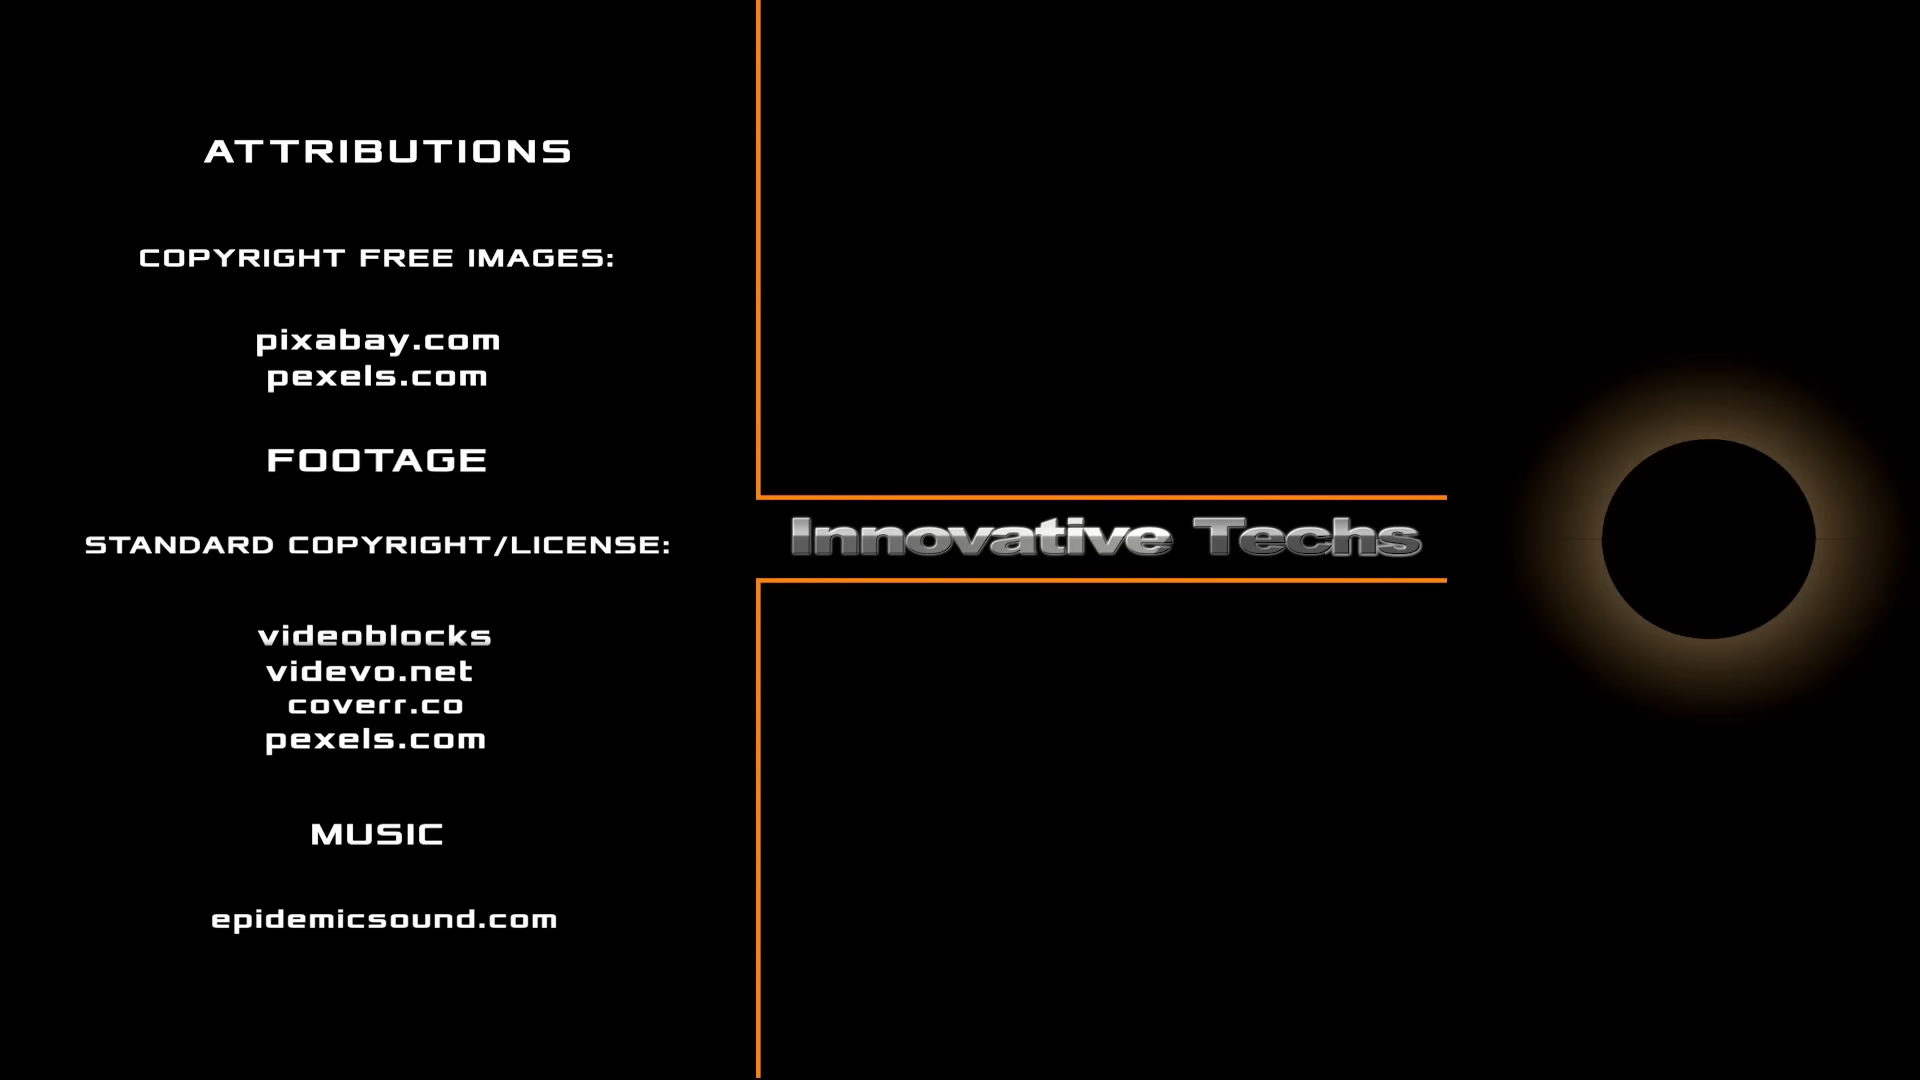 ATTRIBUTIONS
COPYRIGHT FREE IMAGES:
pixabay.com
pexels.com
FOOTAGE
STANDARD COPYRIGHT/LICENSE:
videoblocks
videvo.net
coverr.co
pexels.com
MUSIC
epidemicsound.com
Innovative Techs